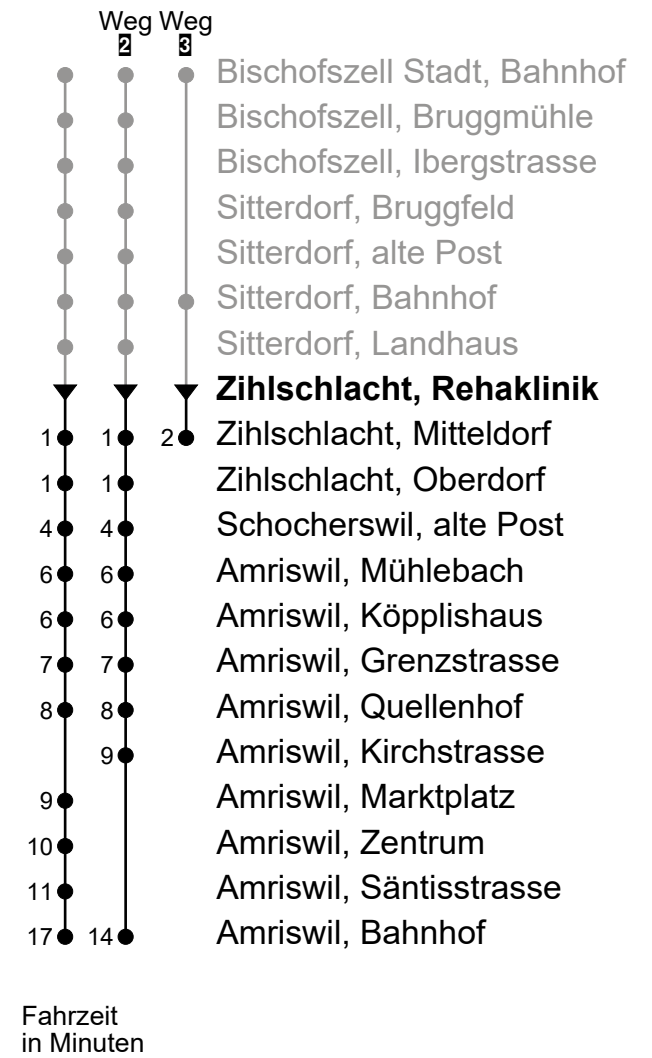 Weg Weg
2 3
Bischofszell Stadt, Bahnhof
Bischofszell, Bruggmühle
Bischofszell, Ibergstrasse
Sitterdorf, Bruggfeld
Sitterdorf, alte Post
Sitterdorf, Bahnhof
Sitterdorf, Landhaus
Zihlschlacht, Rehaklinik
1 1 2 Zihlschlacht, Mitteldorf
1 1 Zihlschlacht, Oberdorf
4 4 Schocherswil, alte Post
6 6 Amriswil, Mühlebach
6 6 Amriswil, Köpplishaus
7 7 Amriswil, Grenzstrasse
8 8 Amriswil, Quellenhof
9 Amriswil, Kirchstrasse
9 Amriswil, Marktplatz
10 Amriswil, Zentrum
11 Amriswil, Säntisstrasse
17 14 Amriswil, Bahnhof
Fahrzeit
in Minuten